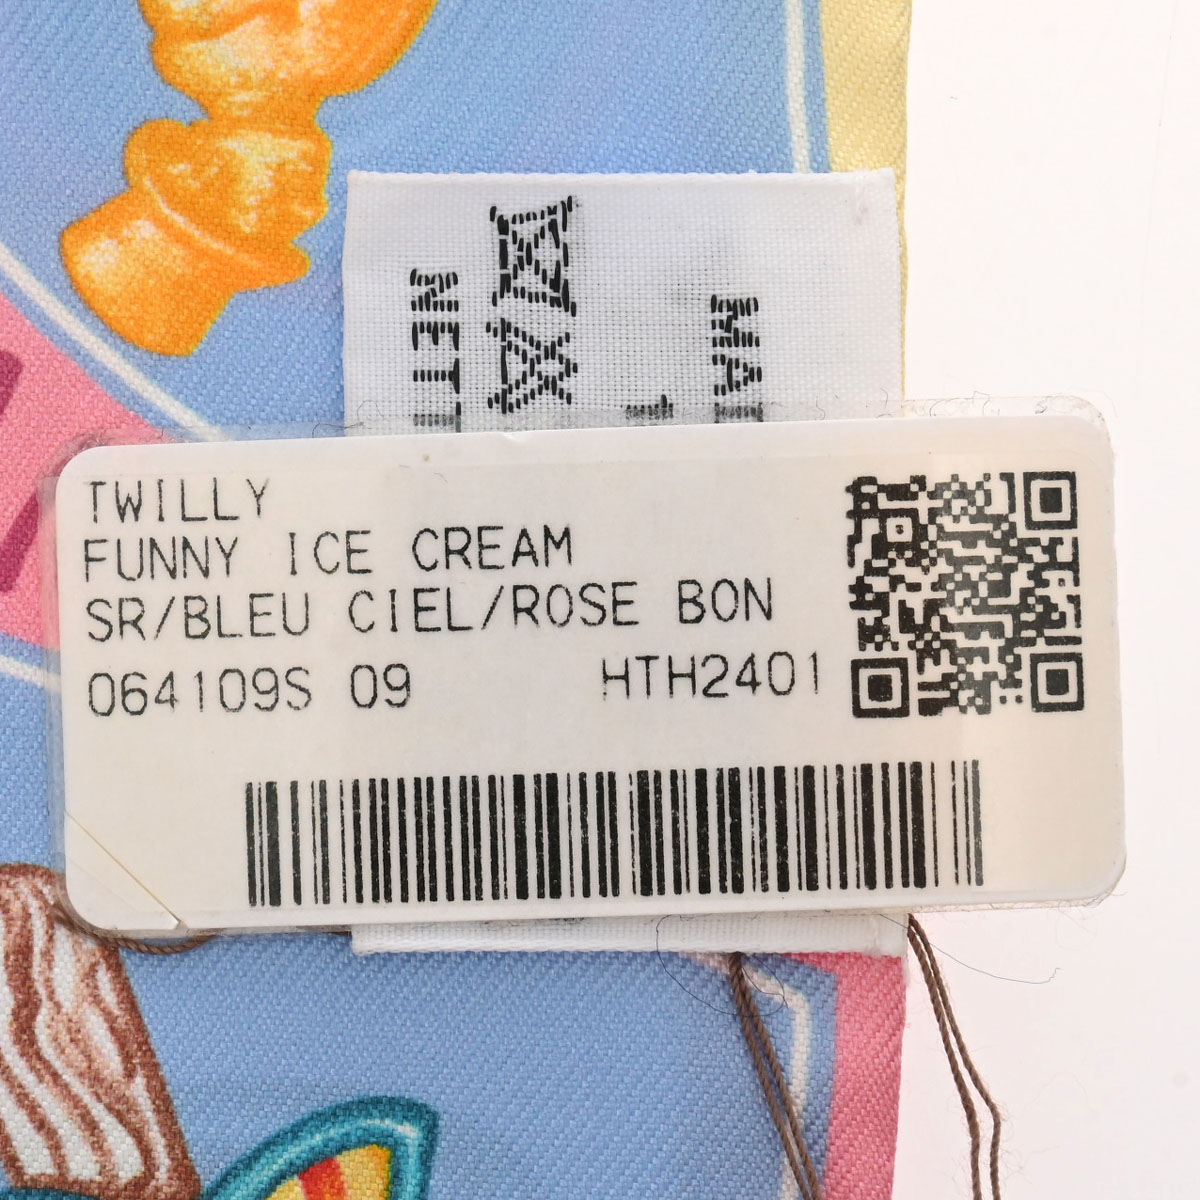 TWILLY
FUNNY ICE CREAM
SR/BLEU CIEL/ROSE BON
064109S 09 HTH2401